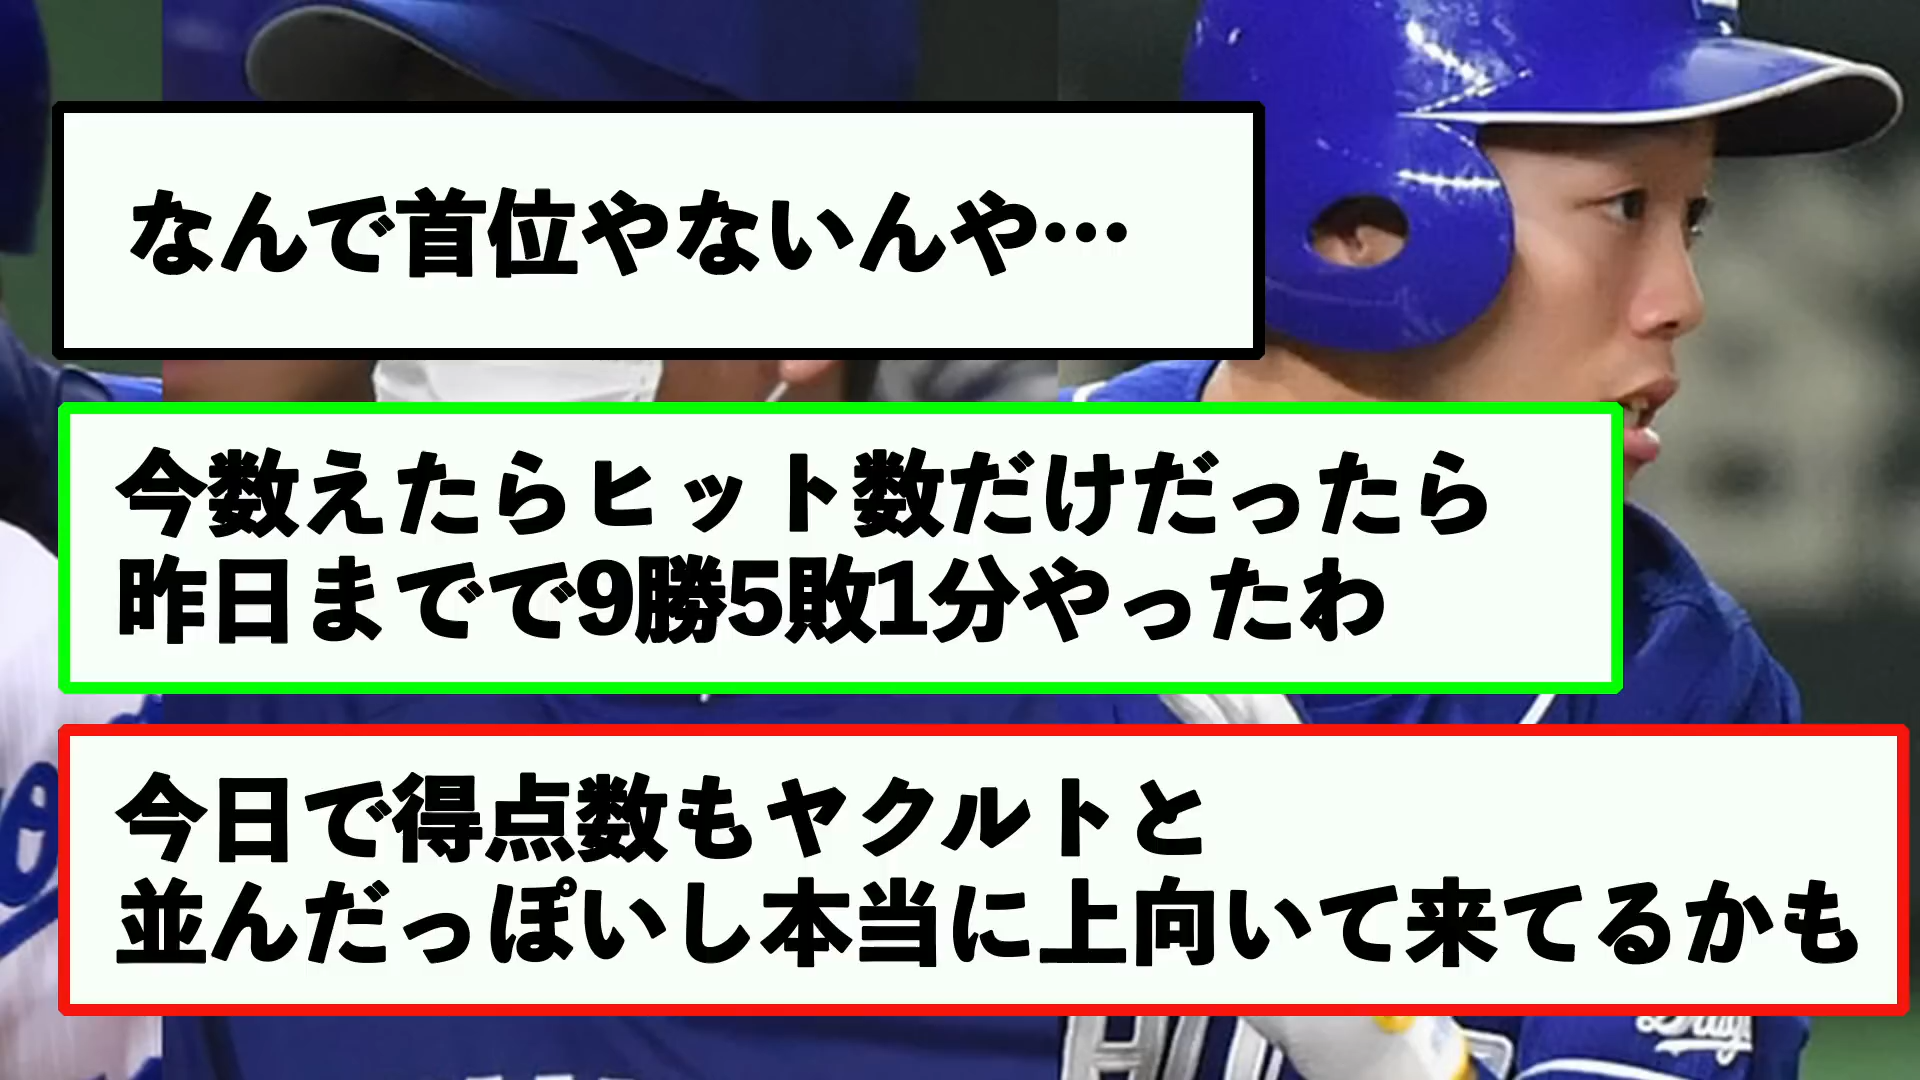 なんで首位やないんや…
今数えたらヒット数だけだったら
昨日までで9勝5敗1分やったわ
今日で得点数もヤクルトと
並んだっぽいし本当に上向いて来てるかも